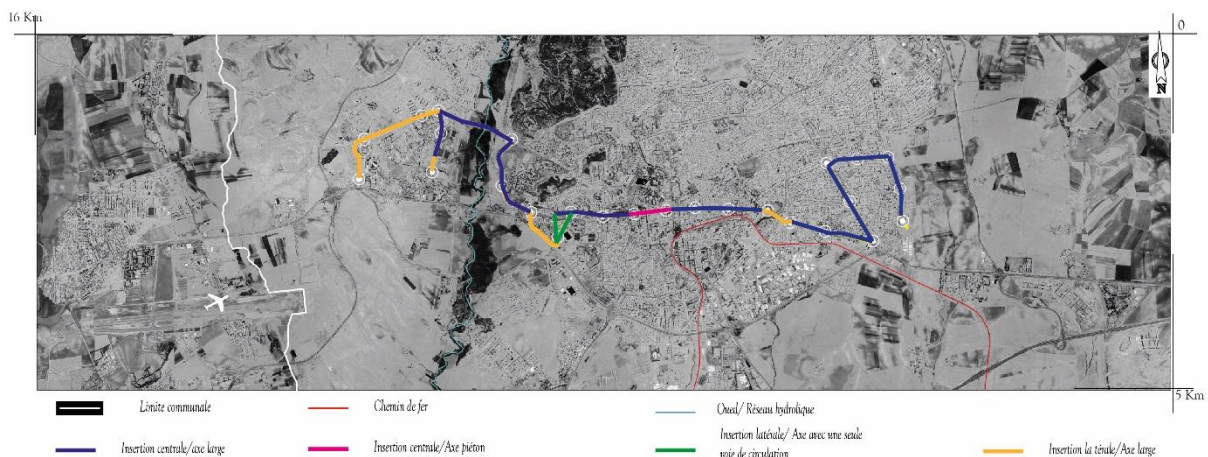 16 Km
0
N
5 Km
Limite communale
Chemin de fer
Oued/ Réseau hydrolique
Insertion centrale/axe large
Insertion centrale/Axe piéton
Insertion latérale/ Axe avec une seule
voie de circulation
Insertion la térale/Axe large